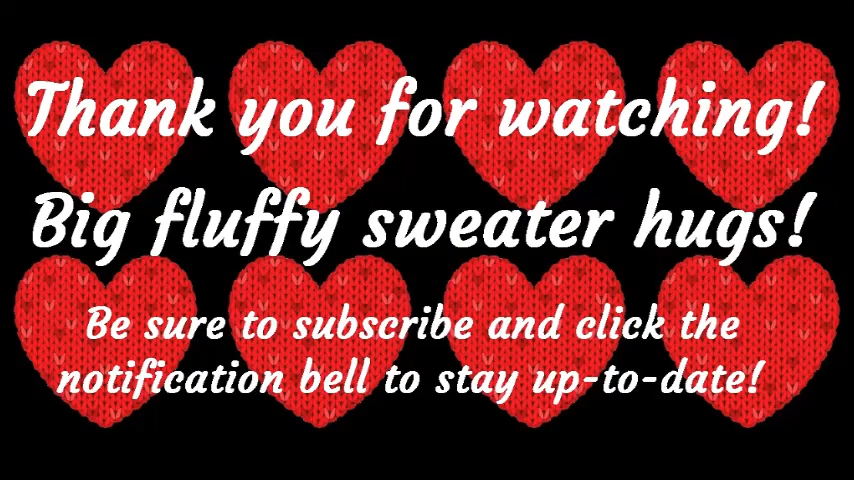 Thank you for watching!
Big fluffy sweater hugs!
Be sure to subscribe and click the
notification bell to stay up-to-date!